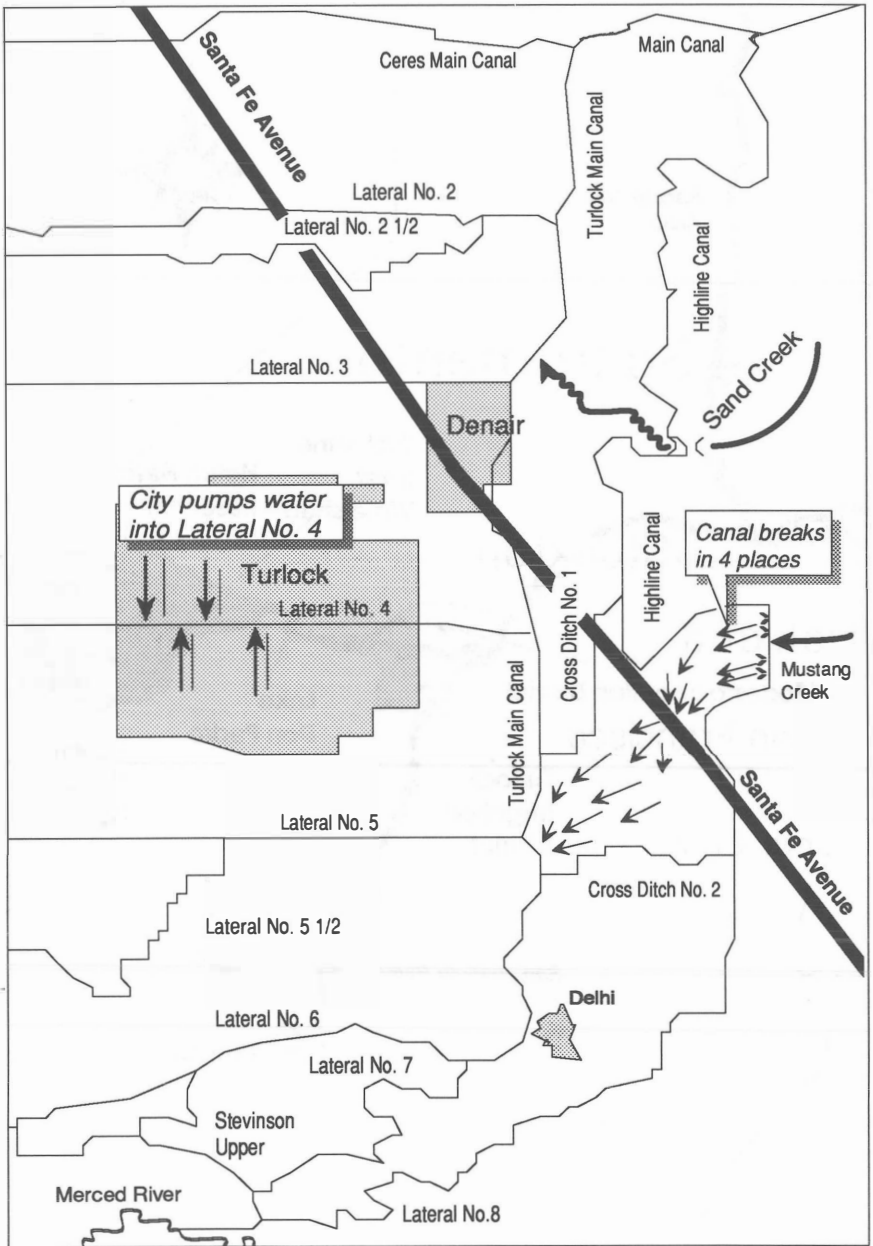 Santa Fe Avenue
Ceres Main Canal
Main Canal
Turlock Main Canal
Lateral No. 2
Lateral No. 2 1/2
Highline Canal
Lateral No. 3
Sand Creek
Denair
City pumps water
into Lateral No. 4
Turlock
Lateral No. 4
Cross Ditch No. 1
Highline Canal
Canal breaks
in 4 places
Mustang
Creek
Turlock Main Canal
Santa Fe Avenue
Lateral No. 5
Cross Ditch No. 2
Lateral No. 5 1/2
Delhi
Lateral No. 6
Lateral No. 7
Stevinson
Upper
Merced River
Lateral No.8